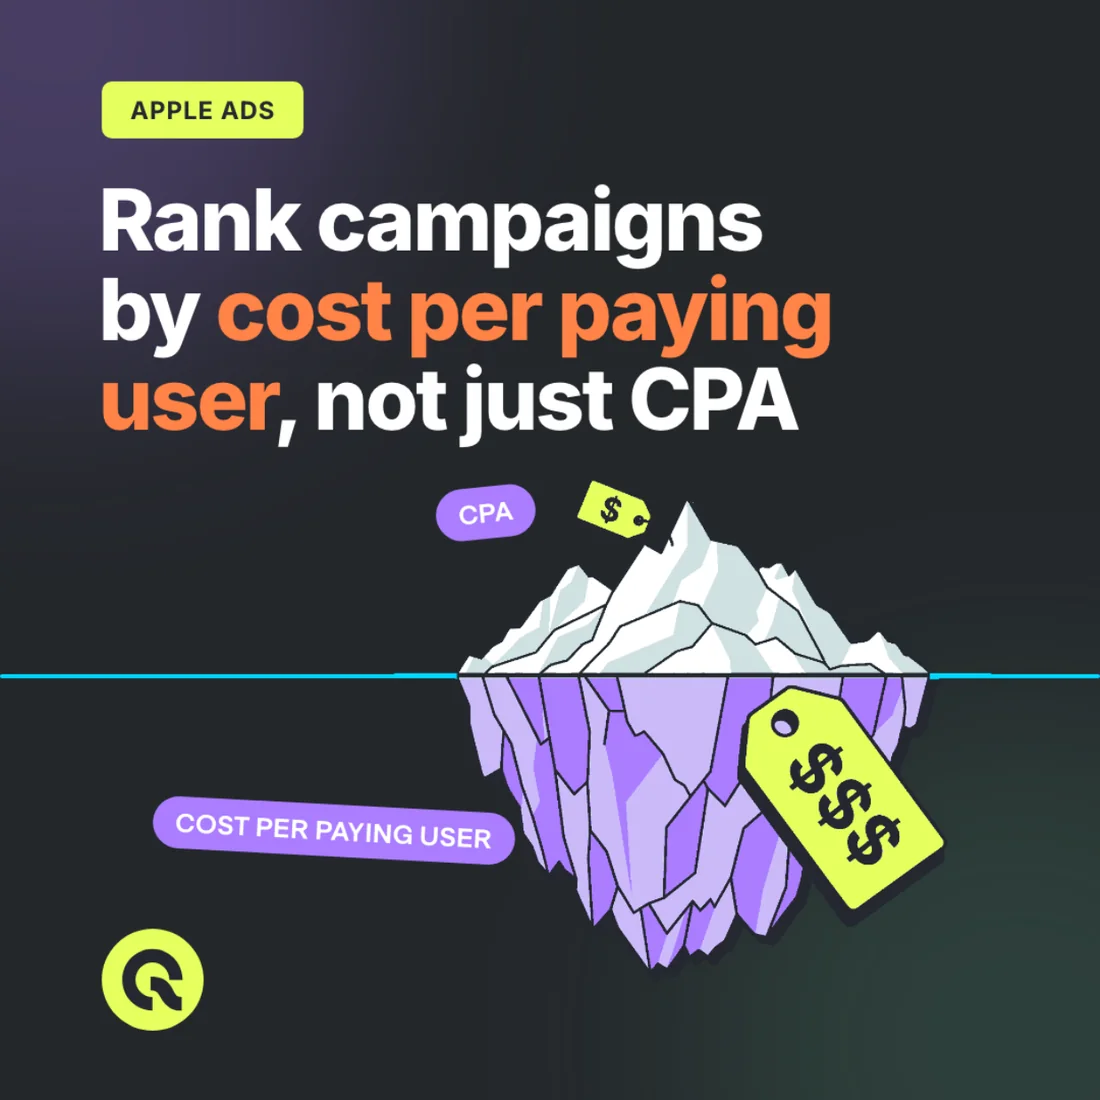 APPLE ADS
Rank campaigns
by cost per paying
user, not just CPA
CPA
$
$$$
COST PER PAYING USER